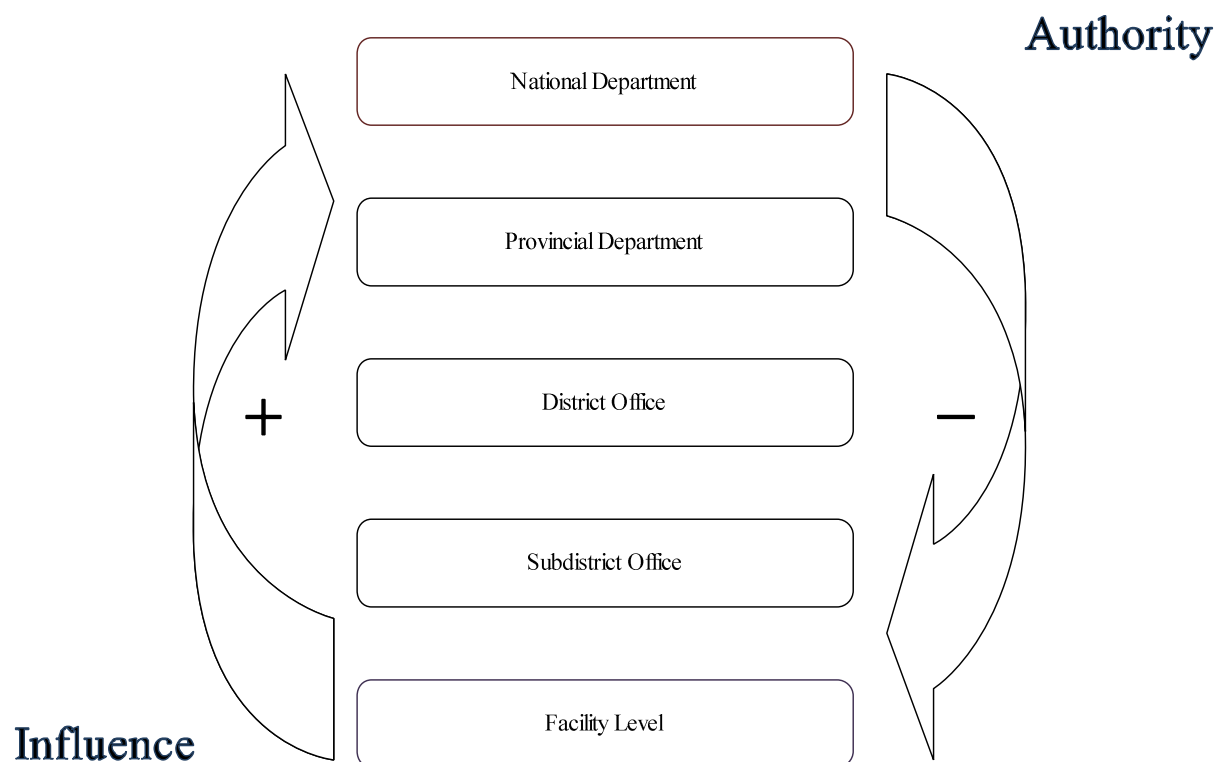 Authority
National Department
Provincial Department
District Office
+
−
Subdistrict Office
Facility Level
Influence